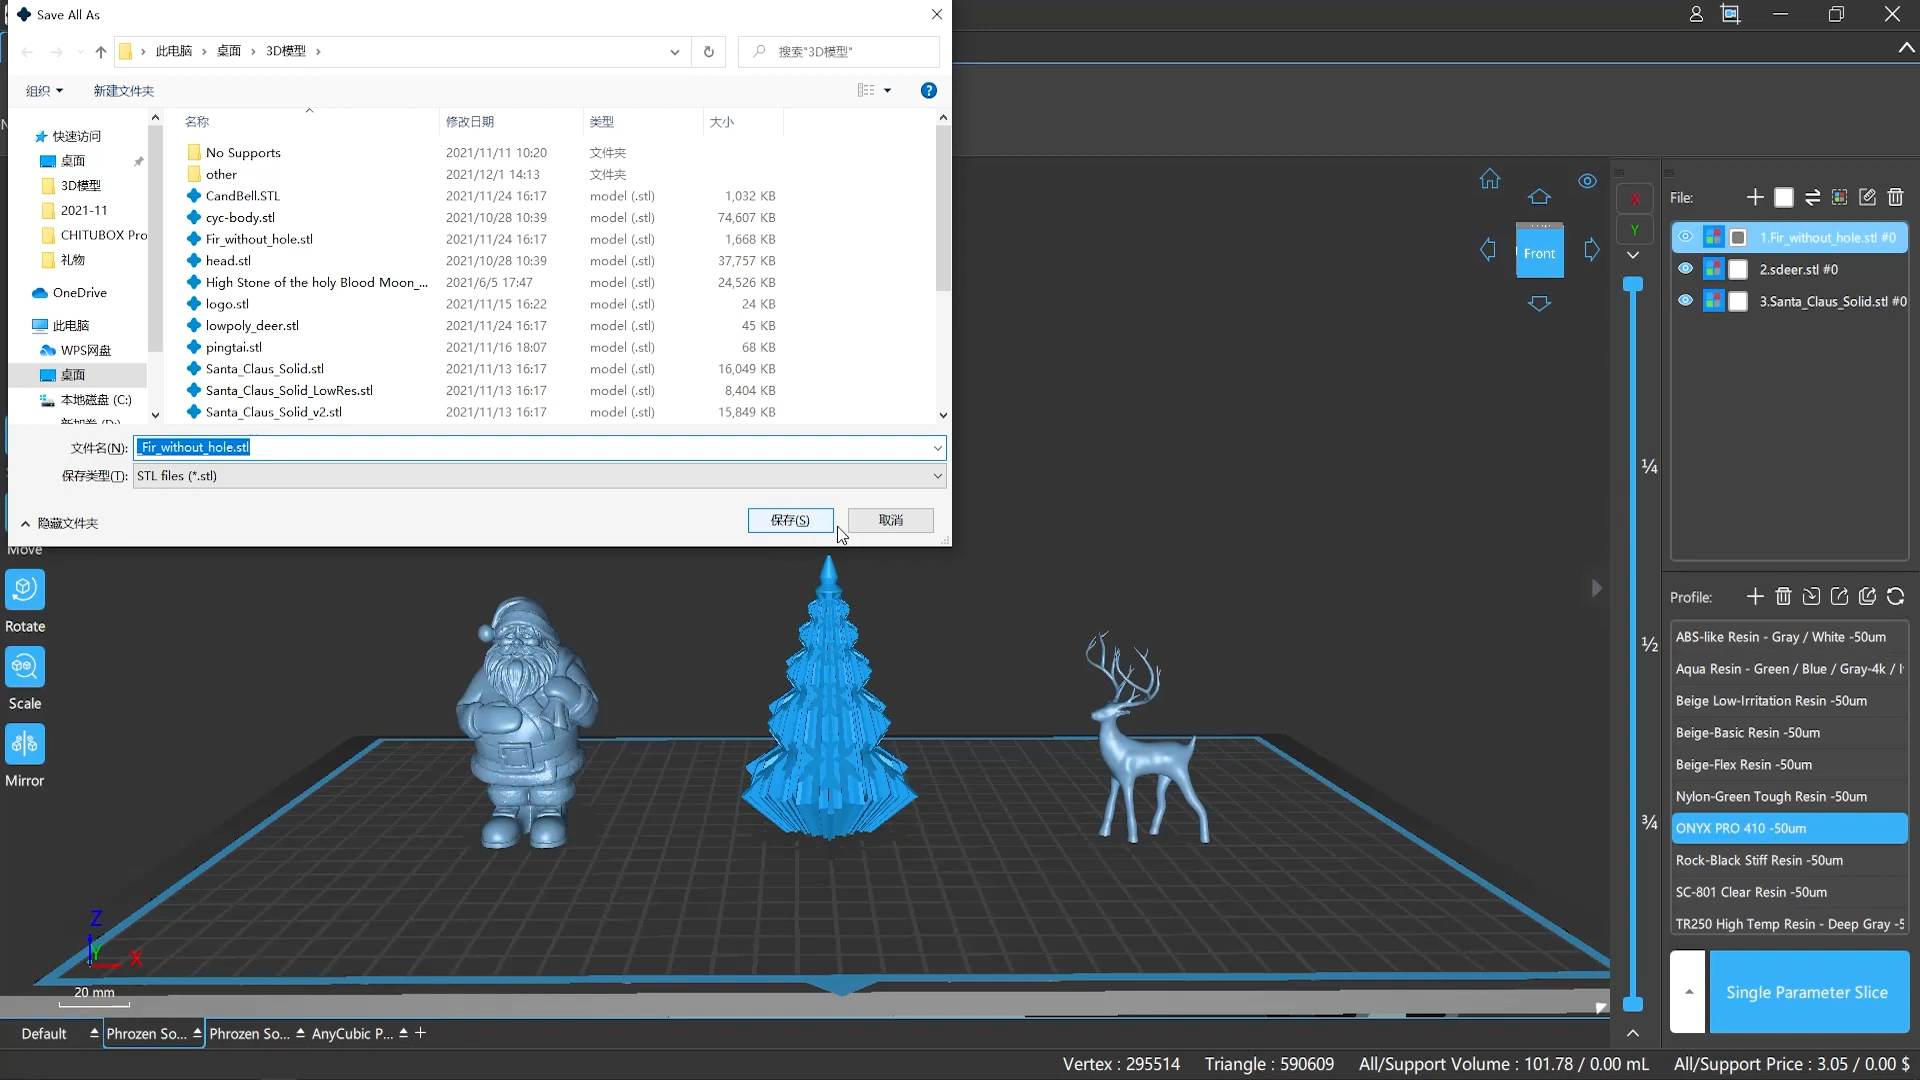 Save All As
此电脑 › 桌面 › 3D模型 ›
搜索"3D模型"
组织
新建文件夹
名称 修改日期 类型 大小
快速访问
桌面
3D模型
2021-11
CHITUBOX Pro
礼物
OneDrive
此电脑
WPS网盘
桌面
本地磁盘 (C:)
No Supports 2021/11/11 10:20 文件夹
other 2021/12/1 14:13 文件夹
CandBell.STL 2021/11/24 16:17 model (.stl) 1,032 KB
cyc-body.stl 2021/10/28 10:39 model (.stl) 74,607 KB
Fir_without_hole.stl 2021/11/24 16:17 model (.stl) 1,668 KB
head.stl 2021/10/28 10:39 model (.stl) 37,757 KB
High Stone of the holy Blood Moon_... 2021/6/5 17:47 model (.stl) 24,526 KB
logo.stl 2021/11/15 16:22 model (.stl) 24 KB
lowpoly_deer.stl 2021/11/24 16:17 model (.stl) 45 KB
pingtai.stl 2021/11/16 18:07 model (.stl) 68 KB
Santa_Claus_Solid.stl 2021/11/13 16:17 model (.stl) 16,049 KB
Santa_Claus_Solid_LowRes.stl 2021/11/13 16:17 model (.stl) 8,404 KB
Santa_Claus_Solid_v2.stl 2021/11/13 16:17 model (.stl) 15,849 KB
文件名(N): _Fir_without_hole.stl
保存类型(T): STL files (*.stl)
隐藏文件夹
保存(S) 取消
Move
Rotate
Scale
Mirror
Front
X
Y
¼
½
¾
File:
1.Fir_without_hole.stl #0
2.sdeer.stl #0
3.Santa_Claus_Solid.stl #0
Profile:
ABS-like Resin - Gray / White -50um
Aqua Resin - Green / Blue / Gray-4k / I
Beige Low-Irritation Resin -50um
Beige-Basic Resin -50um
Beige-Flex Resin -50um
Nylon-Green Tough Resin -50um
ONYX PRO 410 -50um
Rock-Black Stiff Resin -50um
SC-801 Clear Resin -50um
TR250 High Temp Resin - Deep Gray -5
Single Parameter Slice
Z
Y
X
20 mm
Default Phrozen So... Phrozen So... AnyCubic P...
Vertex : 295514 Triangle : 590609 All/Support Volume : 101.78 / 0.00 mL All/Support Price : 3.05 / 0.00 $